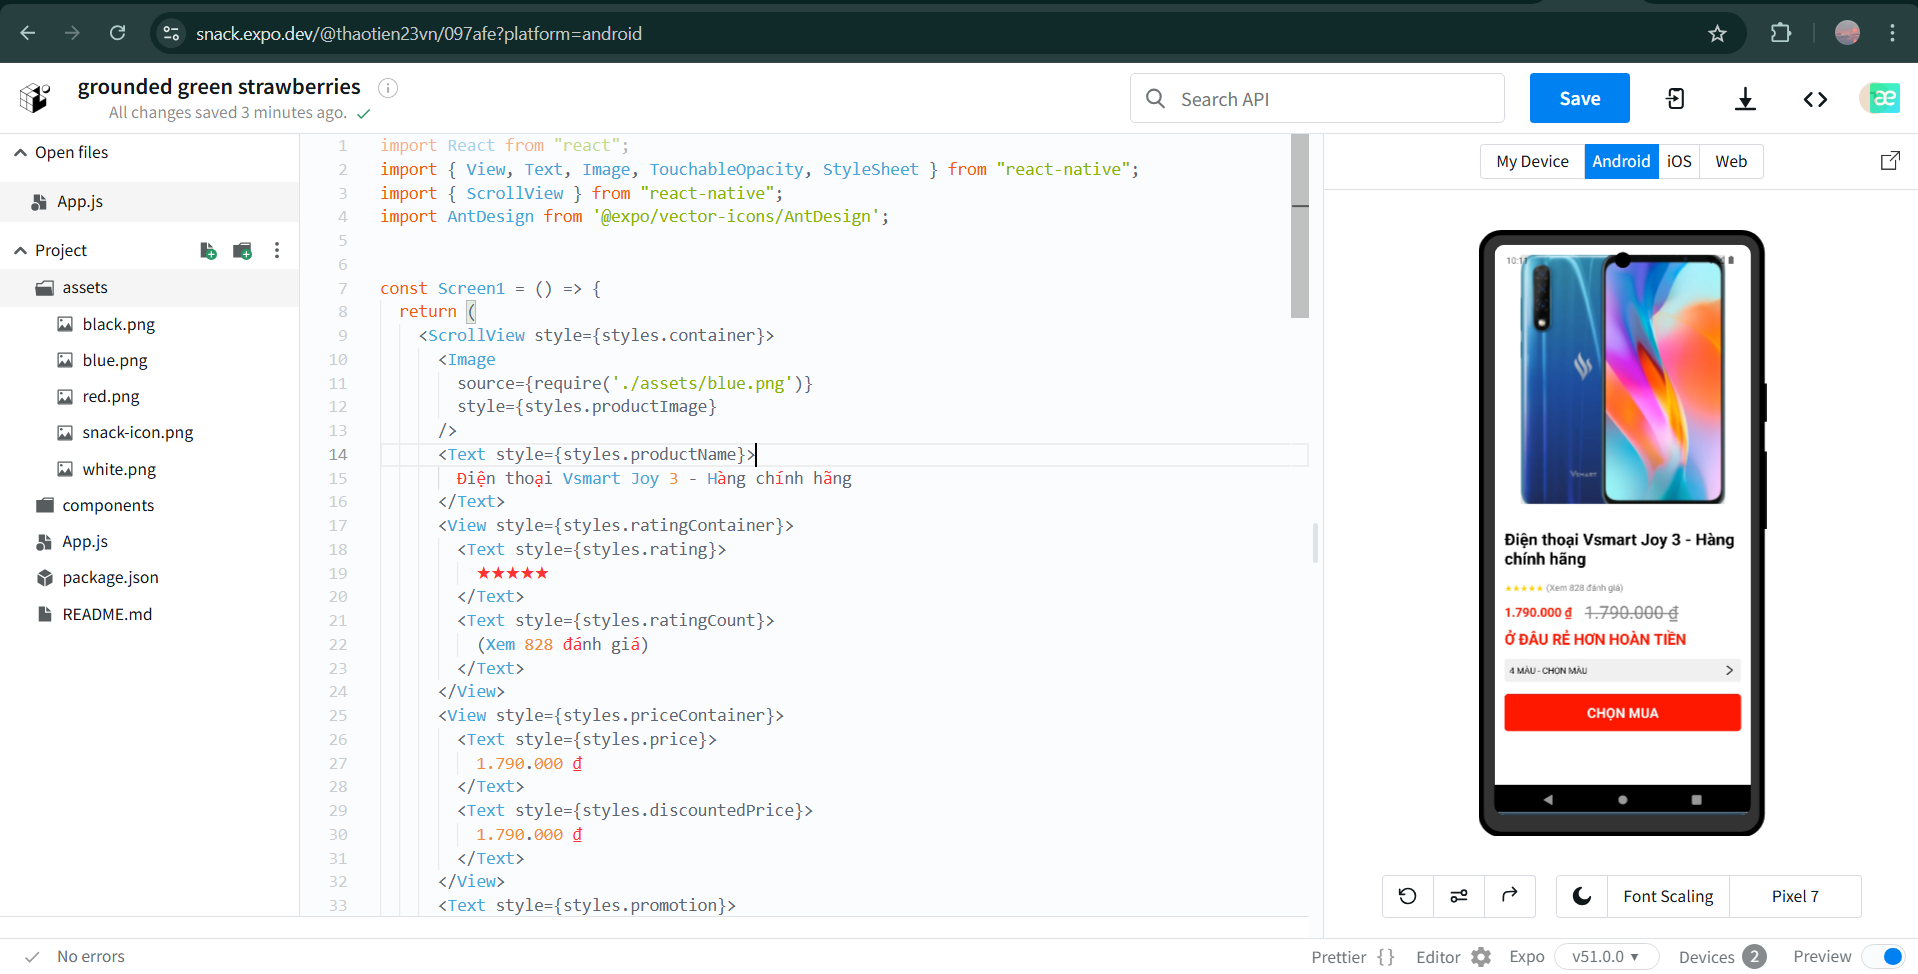 snack.expo.dev/@thaotien23vn/097afe?platform=android
grounded green strawberries
All changes saved 3 minutes ago.
Search API
Save
æ
Open files
App.js
Project
assets
black.png
blue.png
red.png
snack-icon.png
white.png
components
App.js
package.json
README.md
1 import React from "react";
2 import { View, Text, Image, TouchableOpacity, StyleSheet } from "react-native";
3 import { ScrollView } from "react-native";
4 import AntDesign from '@expo/vector-icons/AntDesign';
5
6
7 const Screen1 = () => {
8 return (
9 <ScrollView style={styles.container}>
10 <Image
11 source={require('./assets/blue.png')}
12 style={styles.productImage}
13 />
14 <Text style={styles.productName}>
15 Điện thoại Vsmart Joy 3 - Hàng chính hãng
16 </Text>
17 <View style={styles.ratingContainer}>
18 <Text style={styles.rating}>
19 ★★★★★
20 </Text>
21 <Text style={styles.ratingCount}>
22 (Xem 828 đánh giá)
23 </Text>
24 </View>
25 <View style={styles.priceContainer}>
26 <Text style={styles.price}>
27 1.790.000 ₫
28 </Text>
29 <Text style={styles.discountedPrice}>
30 1.790.000 ₫
31 </Text>
32 </View>
33 <Text style={styles.promotion}>
My Device Android iOS Web
10:11
VSMART
Điện thoại Vsmart Joy 3 - Hàng
chính hãng
★★★★★ (Xem 828 đánh giá)
1.790.000 ₫ 1.790.000 ₫
Ở ĐÂU RẺ HƠN HOÀN TIỀN
4 MÀU - CHỌN MÀU
CHỌN MUA
Font Scaling Pixel 7
No errors
Prettier {} Editor Expo v51.0.0 Devices 2 Preview